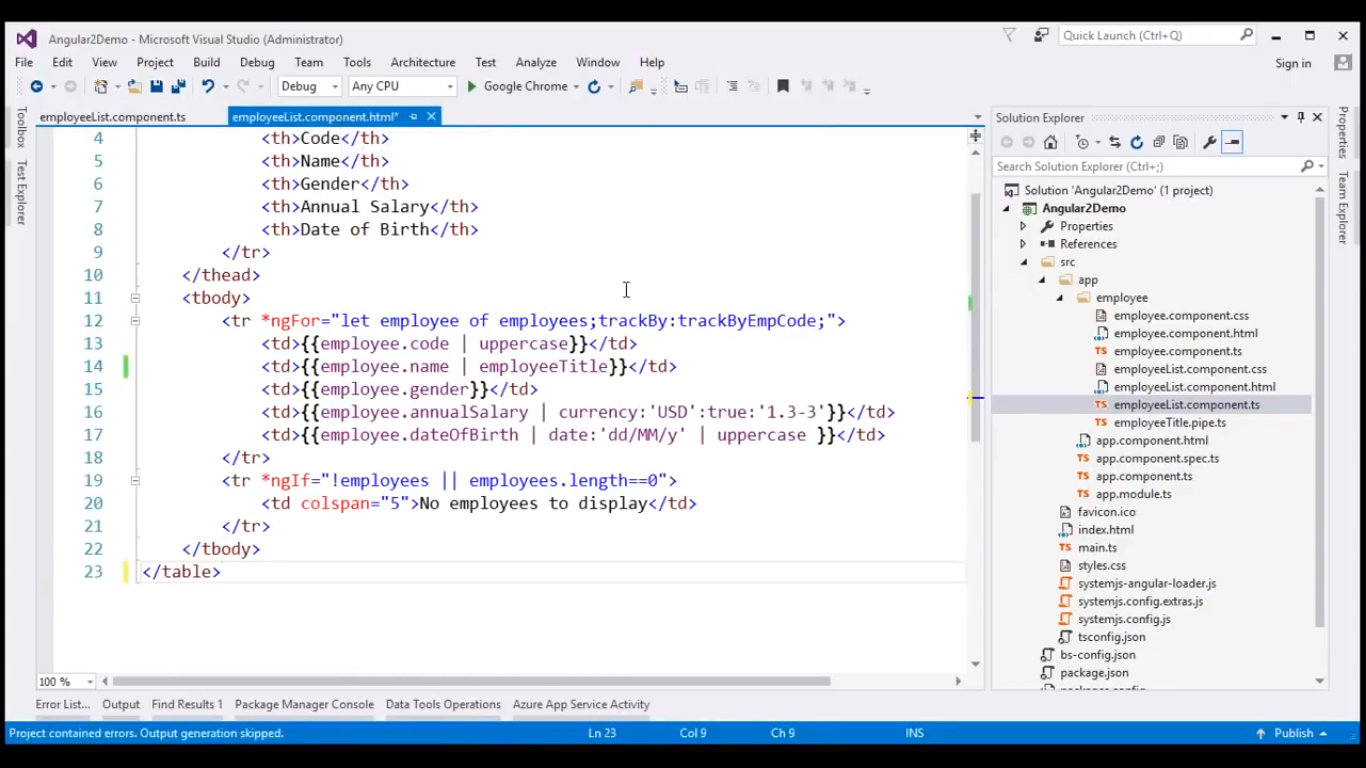 Angular2Demo - Microsoft Visual Studio (Administrator)
Quick Launch (Ctrl+Q)
File Edit View Project Build Debug Team Tools Architecture Test Analyze Window Help
Sign in
Debug Any CPU Google Chrome
Toolbox
Test Explorer
employeeList.component.ts employeeList.component.html*
4 <th>Code</th>
5 <th>Name</th>
6 <th>Gender</th>
7 <th>Annual Salary</th>
8 <th>Date of Birth</th>
9 </tr>
10 </thead>
11 <tbody>
12 <tr *ngFor="let employee of employees;trackBy:trackByEmpCode;">
13 <td>{{employee.code | uppercase}}</td>
14 <td>{{employee.name | employeeTitle}}</td>
15 <td>{{employee.gender}}</td>
16 <td>{{employee.annualSalary | currency:'USD':true:'1.3-3'}}</td>
17 <td>{{employee.dateOfBirth | date:'dd/MM/y' | uppercase }}</td>
18 </tr>
19 <tr *ngIf="!employees || employees.length==0">
20 <td colspan="5">No employees to display</td>
21 </tr>
22 </tbody>
23 </table>
100 %
Solution Explorer
Search Solution Explorer (Ctrl+;)
Solution 'Angular2Demo' (1 project)
Angular2Demo
Properties
References
src
app
employee
employee.component.css
employee.component.html
employee.component.ts
employeeList.component.css
employeeList.component.html
employeeList.component.ts
employeeTitle.pipe.ts
app.component.html
app.component.spec.ts
app.component.ts
app.module.ts
favicon.ico
index.html
main.ts
styles.css
systemjs-angular-loader.js
systemjs.config.extras.js
systemjs.config.js
tsconfig.json
bs-config.json
package.json
Properties
Team Explorer
Error List... Output Find Results 1 Package Manager Console Data Tools Operations Azure App Service Activity
Project contained errors. Output generation skipped. Ln 23 Col 9 Ch 9 INS Publish